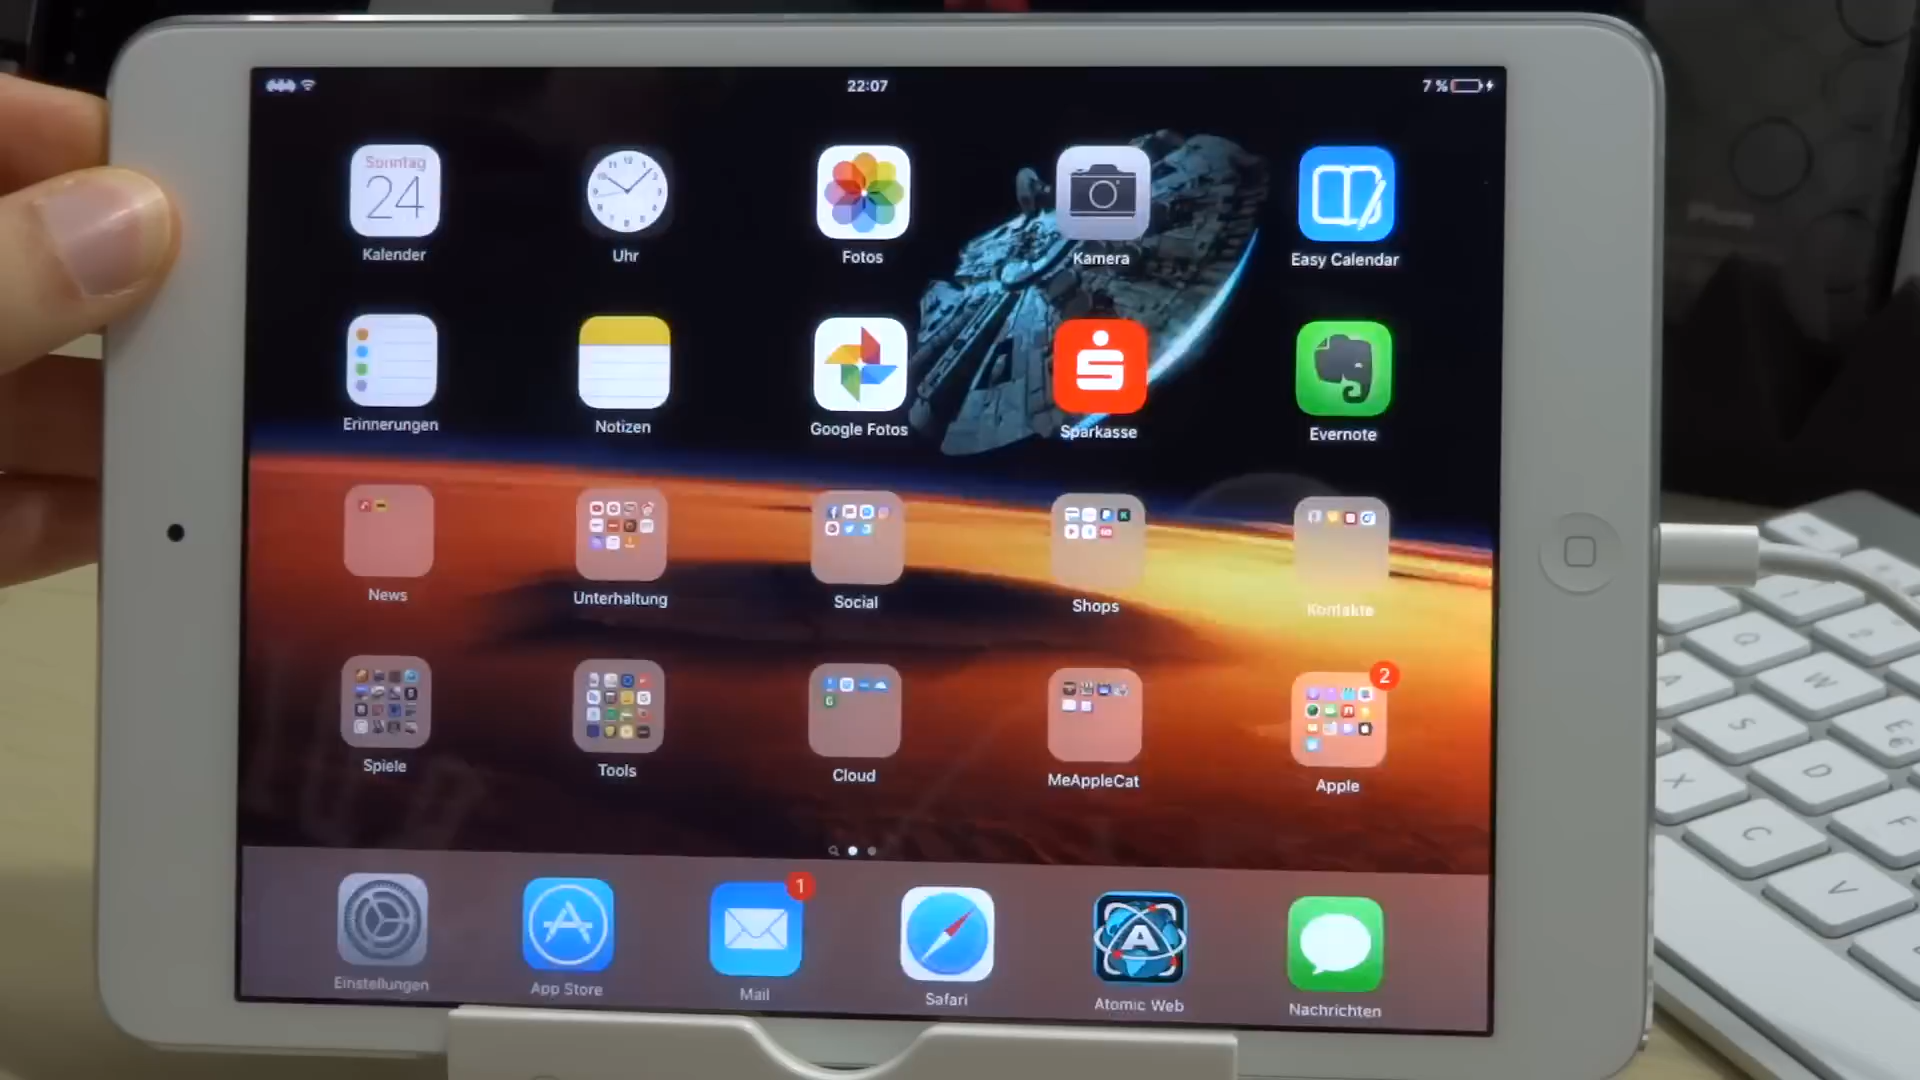 22:07
7 %
Sonntag
24
Kalender
Uhr
Fotos
Kamera
Easy Calendar
Erinnerungen
Notizen
Google Fotos
Sparkasse
Evernote
News
Unterhaltung
Social
Shops
Kontakte
2
Spiele
Tools
Cloud
MeAppleCat
Apple
1
Einstellungen
App Store
Mail
Safari
Atomic Web
Nachrichten
Q
A
W
S
E
X
D
C
F
V